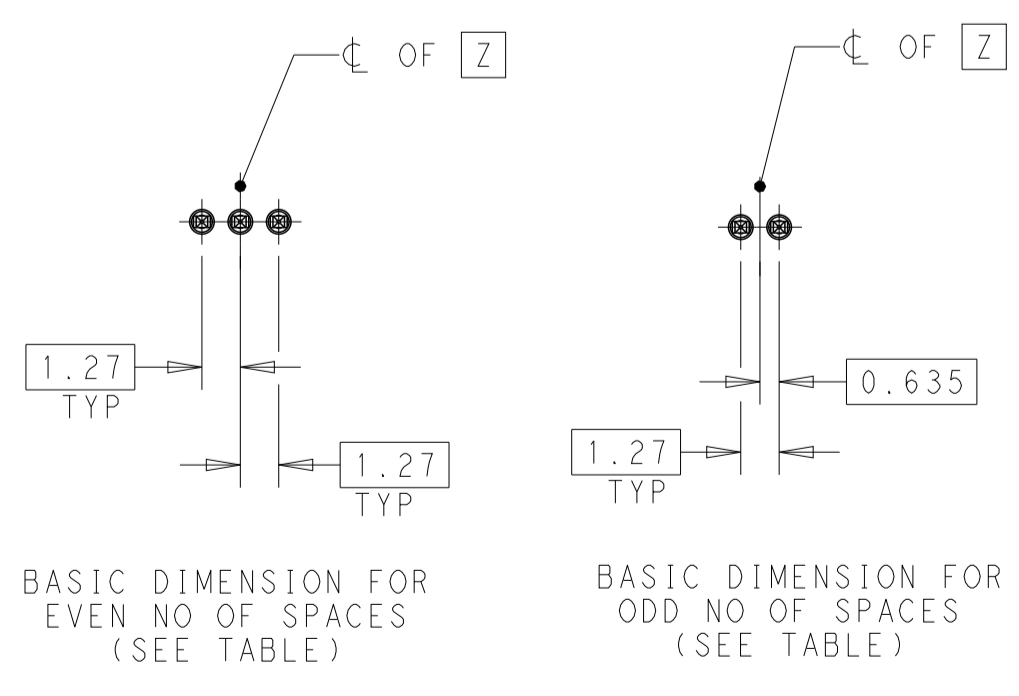 ℄ OF Z
1.27
TYP
1.27
TYP
BASIC DIMENSION FOR
EVEN NO OF SPACES
(SEE TABLE)
℄ OF Z
0.635
1.27
TYP
BASIC DIMENSION FOR
ODD NO OF SPACES
(SEE TABLE)